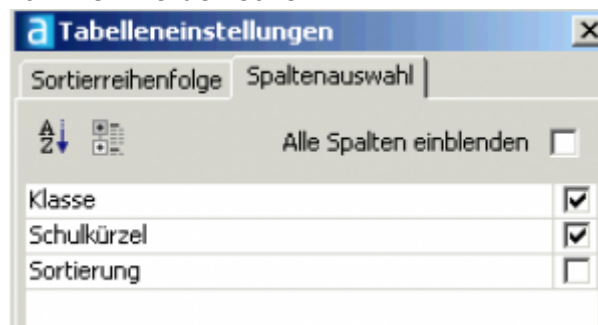 Tabelleneinstellungen
Sortierreihenfolge Spaltenauswahl
Alle Spalten einblenden
Klasse
Schulkürzel
Sortierung